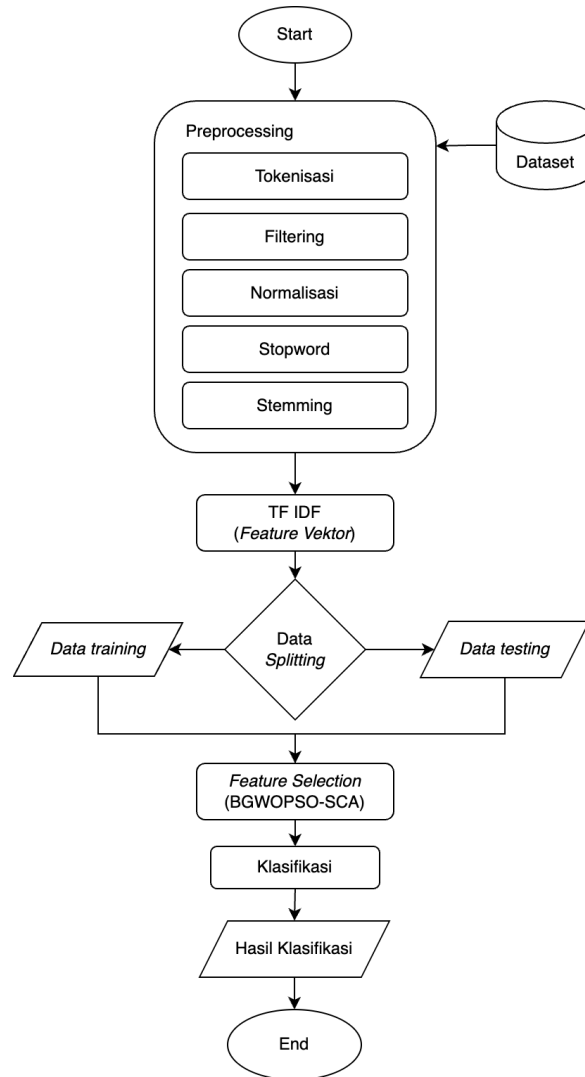 Start
Preprocessing
Dataset
Tokenisasi
Filtering
Normalisasi
Stopword
Stemming
TF IDF
(Feature Vektor)
Data training
Data
Splitting
Data testing
Feature Selection
(BGWOPSO-SCA)
Klasifikasi
Hasil Klasifikasi
End